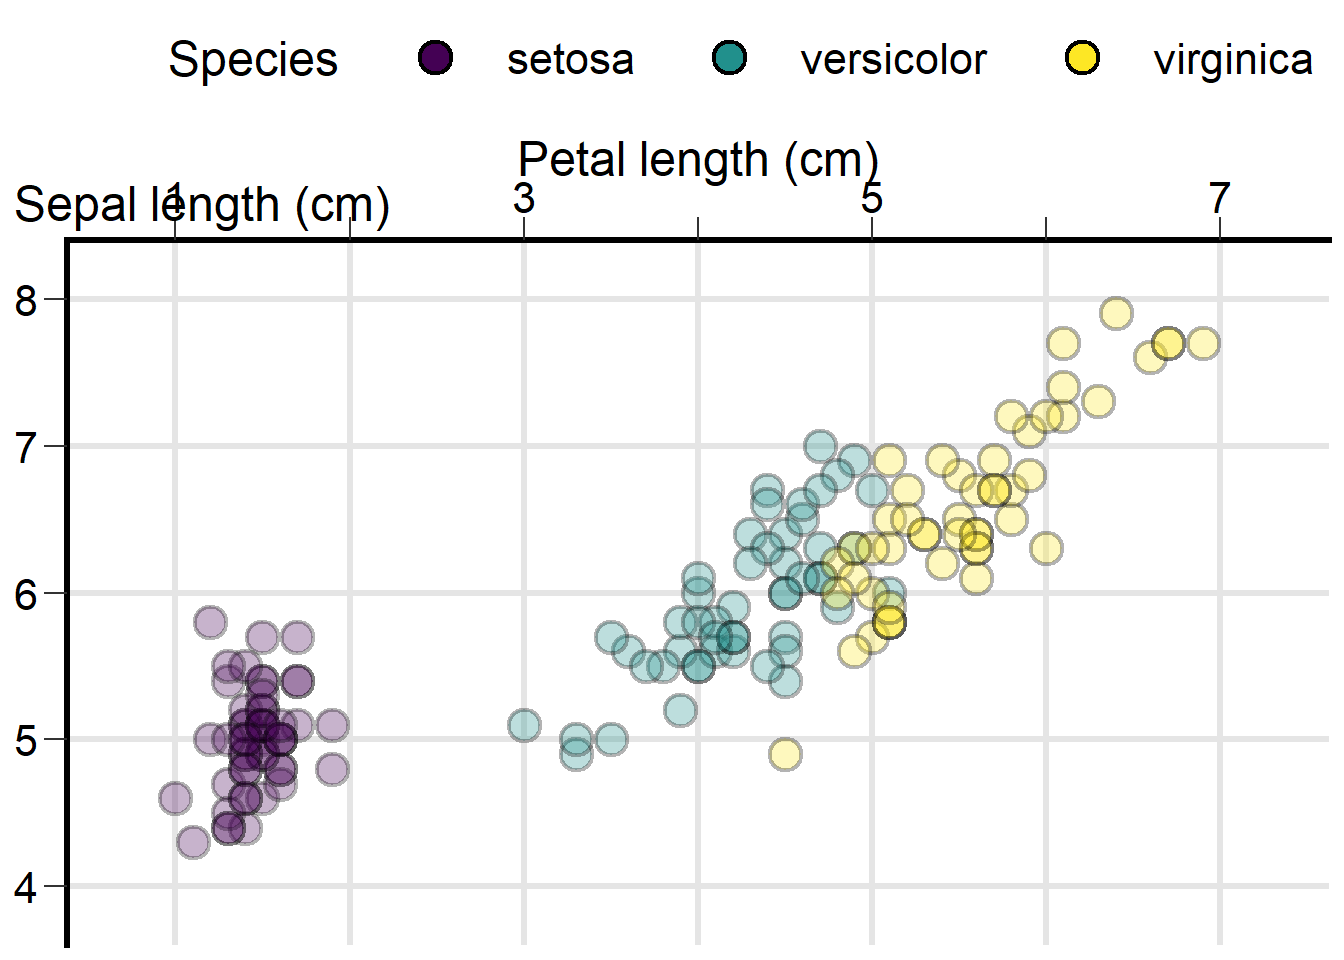 Species setosa versicolor virginica
Petal length (cm)
Sepal length (cm)
1 3 5 7
8
7
6
5
4